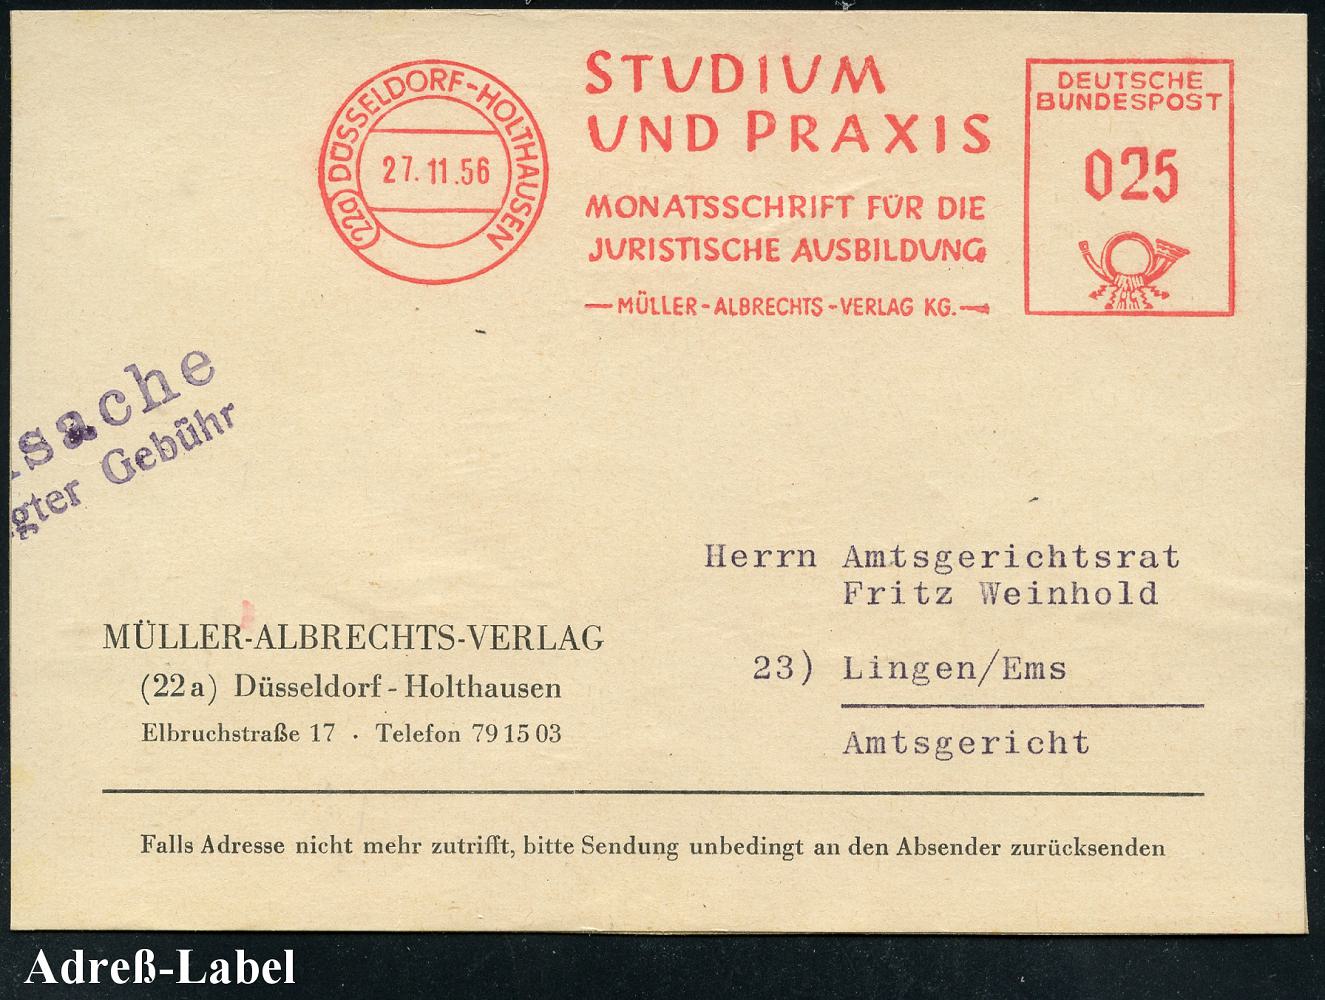 (22a) DÜSSELDORF-HOLTHAUSEN
27.11.56
STUDIUM
UND PRAXIS
MONATSSCHRIFT FÜR DIE
JURISTISCHE AUSBILDUNG
— MÜLLER-ALBRECHTS-VERLAG KG. —
DEUTSCHE
BUNDESPOST
025
sache
gter Gebühr
Herrn Amtsgerichtsrat
Fritz Weinhold
23) Lingen/Ems
Amtsgericht
MÜLLER-ALBRECHTS-VERLAG
(22a) Düsseldorf-Holthausen
Elbruchstraße 17 · Telefon 79 15 03
Falls Adresse nicht mehr zutrifft, bitte Sendung unbedingt an den Absender zurücksenden
Adreß-Label